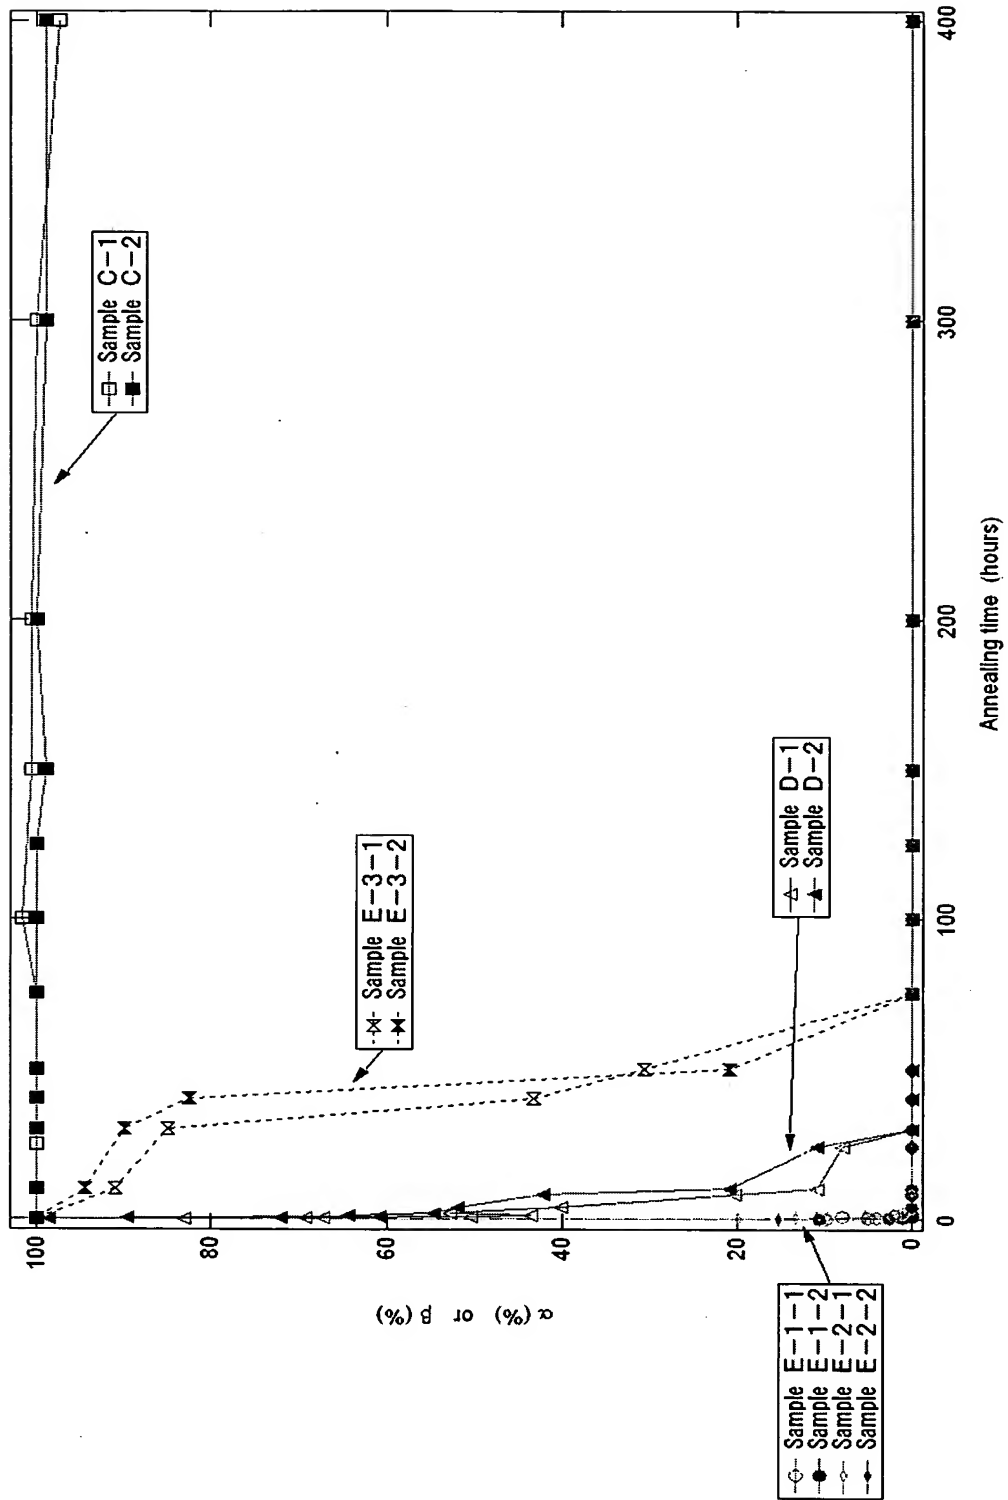 Sample C-1
Sample C-2
Sample E-3-1
Sample E-3-2
Sample D-1
Sample D-2
Sample E-1-1
Sample E-1-2
Sample E-2-1
Sample E-2-2
α(%) or β(%)
100
80
60
40
20
0
0
100
200
300
400
Annealing time (hours)